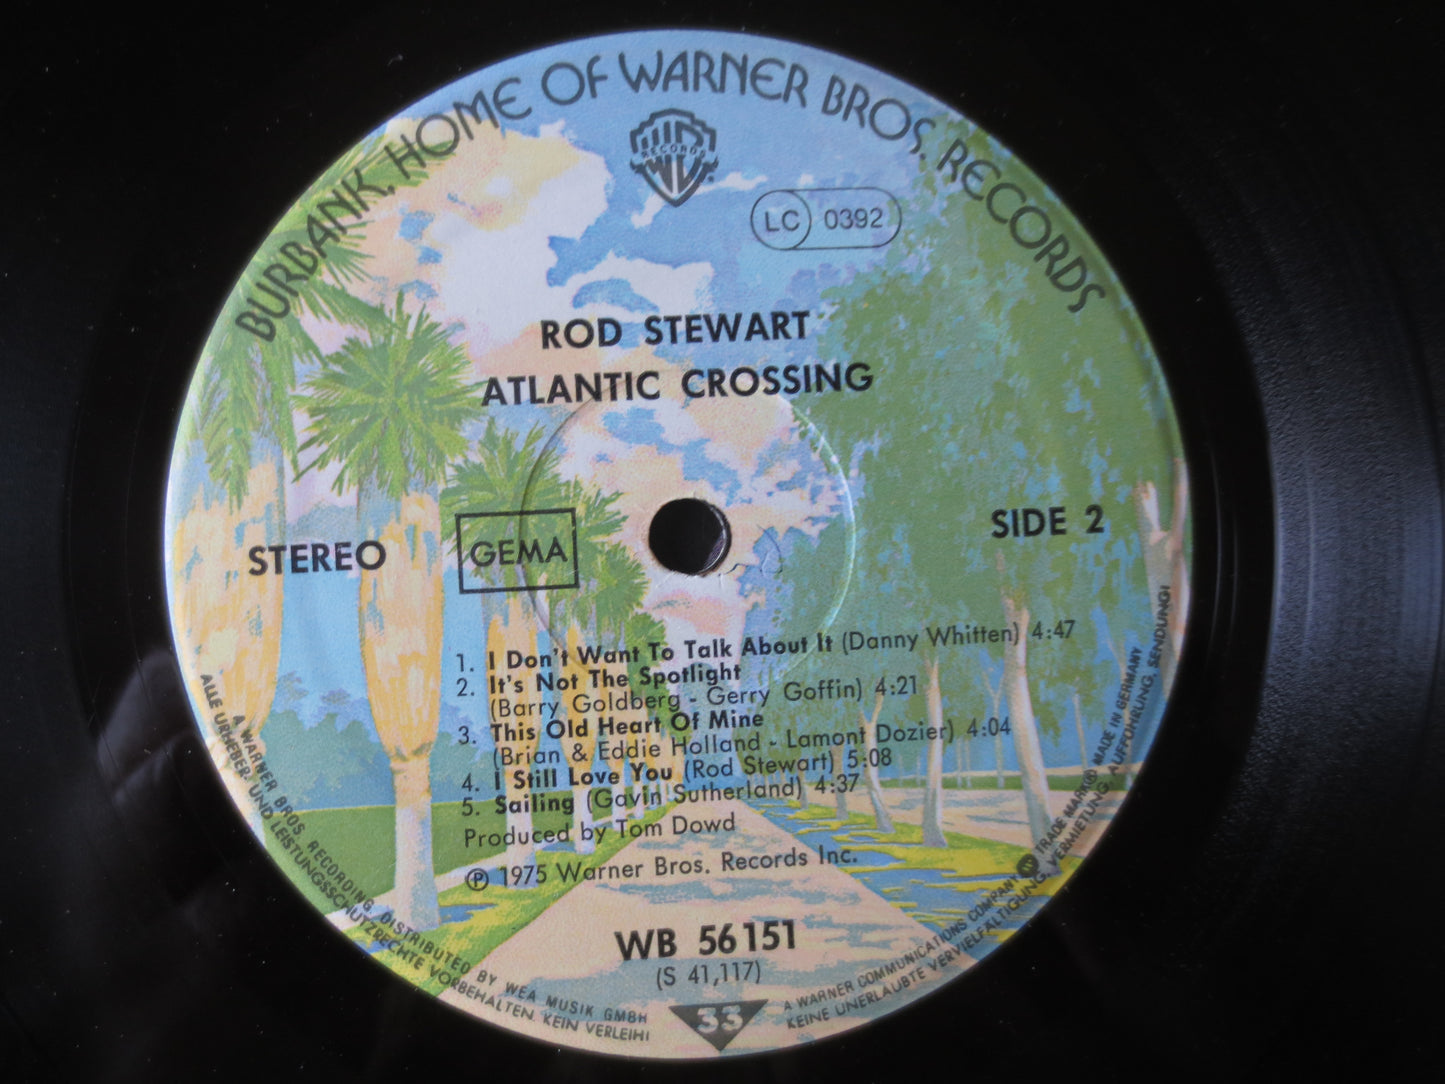 BURBANK, HOME OF WARNER BROS. RECORDS
W B
RECORDS
LC 0392
ROD STEWART
ATLANTIC CROSSING
STEREO
GEMA
SIDE 2
1. I Don't Want To Talk About It (Danny Whitten) 4:47
2. It's Not The Spotlight
(Barry Goldberg - Gerry Goffin) 4:21
3. This Old Heart Of Mine
(Brian & Eddie Holland - Lamont Dozier) 4:04
4. I Still Love You (Rod Stewart) 5:08
5. Sailing (Gavin Sutherland) 4:37
Produced by Tom Dowd
℗ 1975 Warner Bros. Records Inc.
WB 56 151
(S 41,117)
33
A WARNER BROS. RECORDING, DISTRIBUTED BY WEA MUSIK GMBH
A WARNER COMMUNICATIONS COMPANY TRADE MARK® MADE IN GERMANY
ALLE URHEBER- UND LEISTUNGSSCHUTZRECHTE VORBEHALTEN. KEIN VERLEIH!
KEINE UNERLAUBTE VERVIELFÄLTIGUNG, VERMIETUNG, AUFFÜHRUNG, SENDUNG!